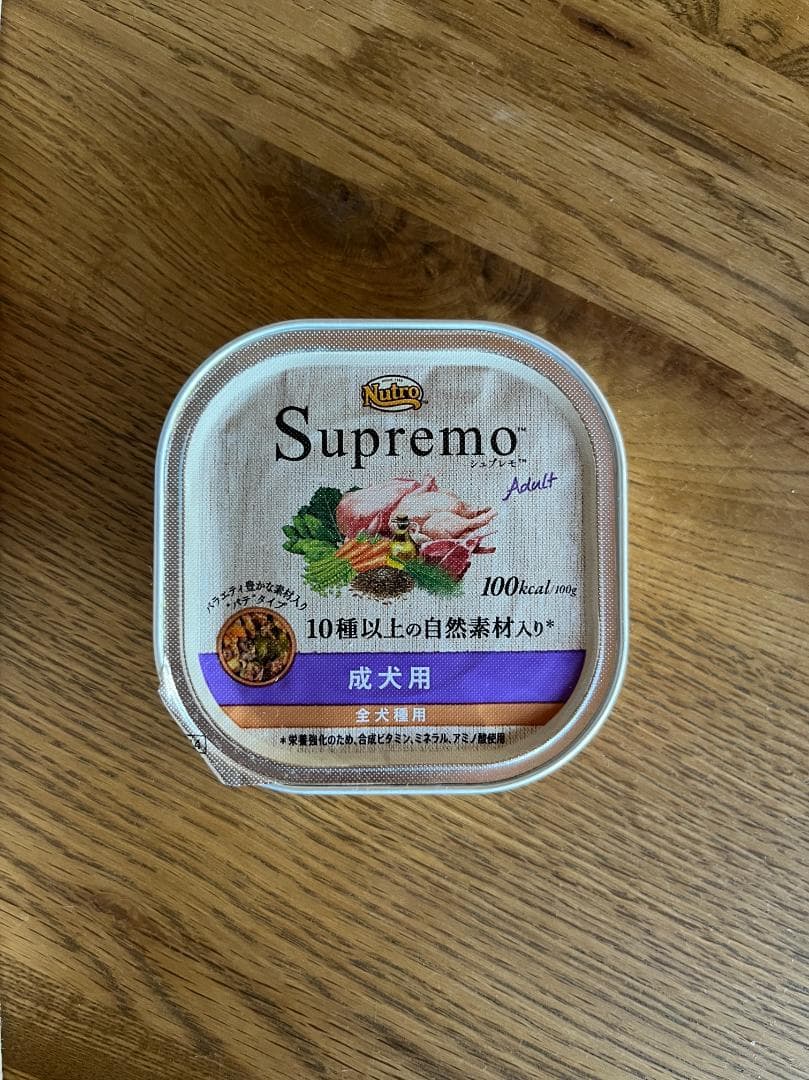 Nutro
Supremo™
シュプレモ™
Adult
100kcal/100g
バラエティ豊かな素材入り
"パテ"タイプ
10種以上の自然素材入り*
成犬用
全犬種用
*栄養強化のため、合成ビタミン、ミネラル、アミノ酸使用